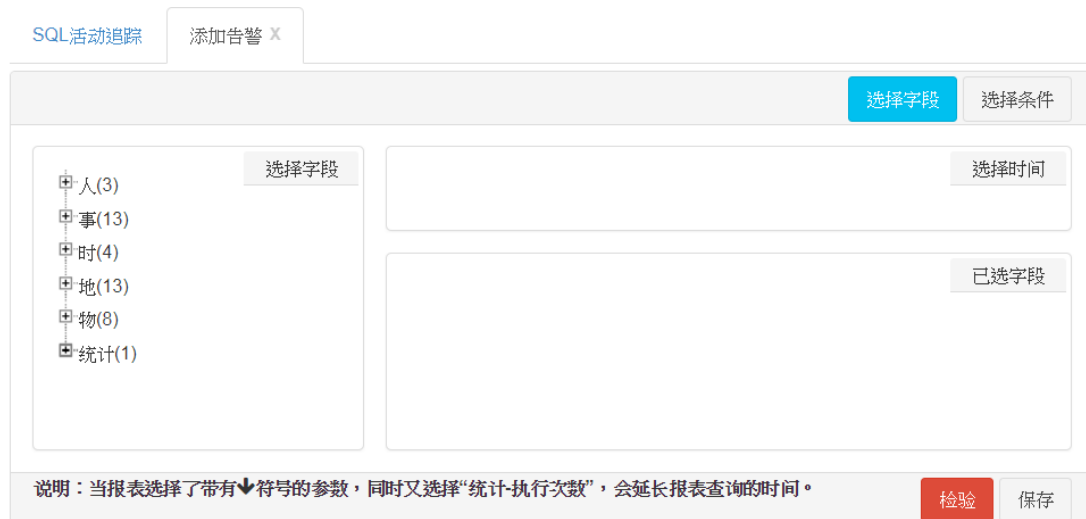 SQL活动追踪 添加告警 X
选择字段 选择条件
选择字段
人(3)
事(13)
时(4)
地(13)
物(8)
统计(1)
选择时间
已选字段
说明：当报表选择了带有🡻符号的参数，同时又选择“统计-执行次数”，会延长报表查询的时间。
检验 保存